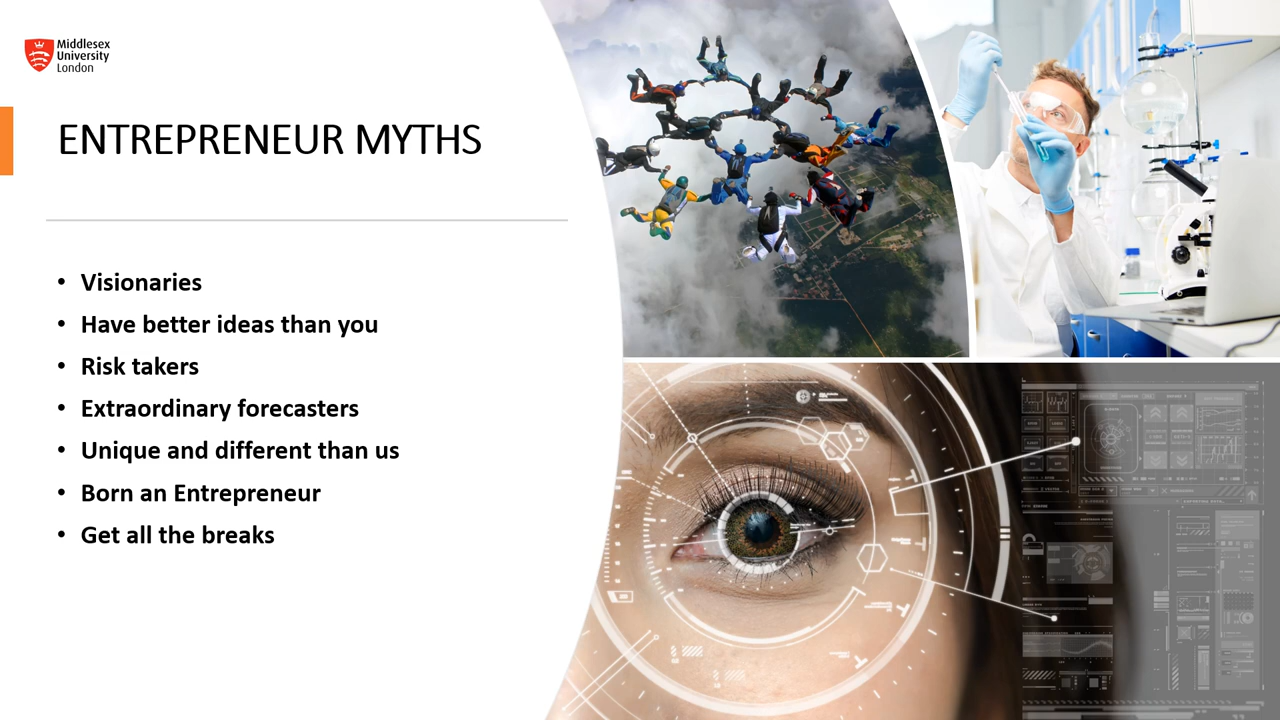 Middlesex
University
London
ENTREPRENEUR MYTHS
• Visionaries
• Have better ideas than you
• Risk takers
• Extraordinary forecasters
• Unique and different than us
• Born an Entrepreneur
• Get all the breaks